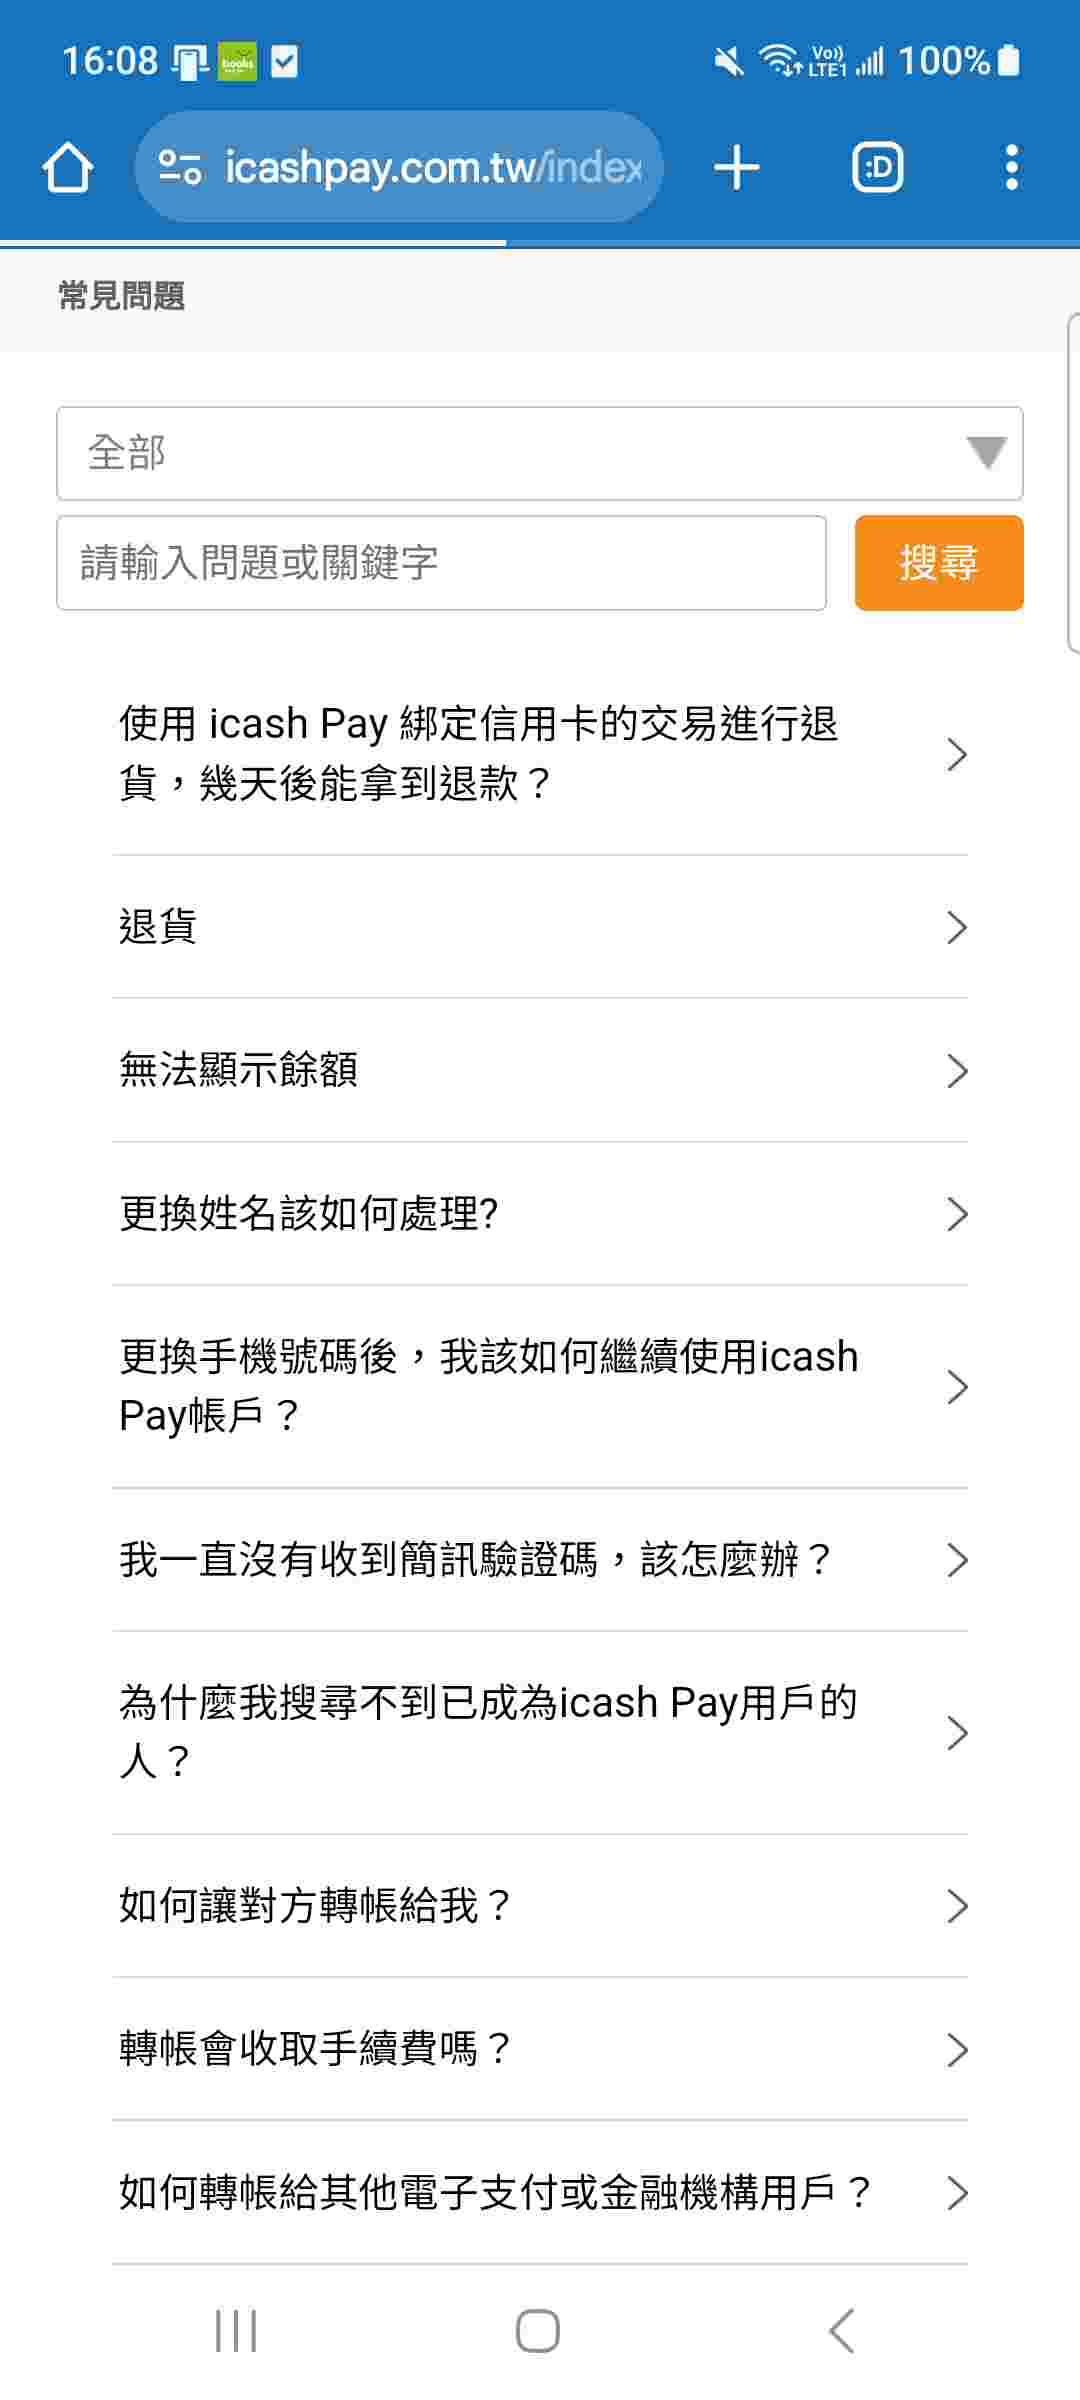 16:08
books
Vo))
LTE1
100%
icashpay.com.tw/index
:D
常見問題
全部
請輸入問題或關鍵字
搜尋
使用 icash Pay 綁定信用卡的交易進行退
貨，幾天後能拿到退款？
退貨
無法顯示餘額
更換姓名該如何處理?
更換手機號碼後，我該如何繼續使用icash
Pay帳戶？
我一直沒有收到簡訊驗證碼，該怎麼辦？
為什麼我搜尋不到已成為icash Pay用戶的
人？
如何讓對方轉帳給我？
轉帳會收取手續費嗎？
如何轉帳給其他電子支付或金融機構用戶？